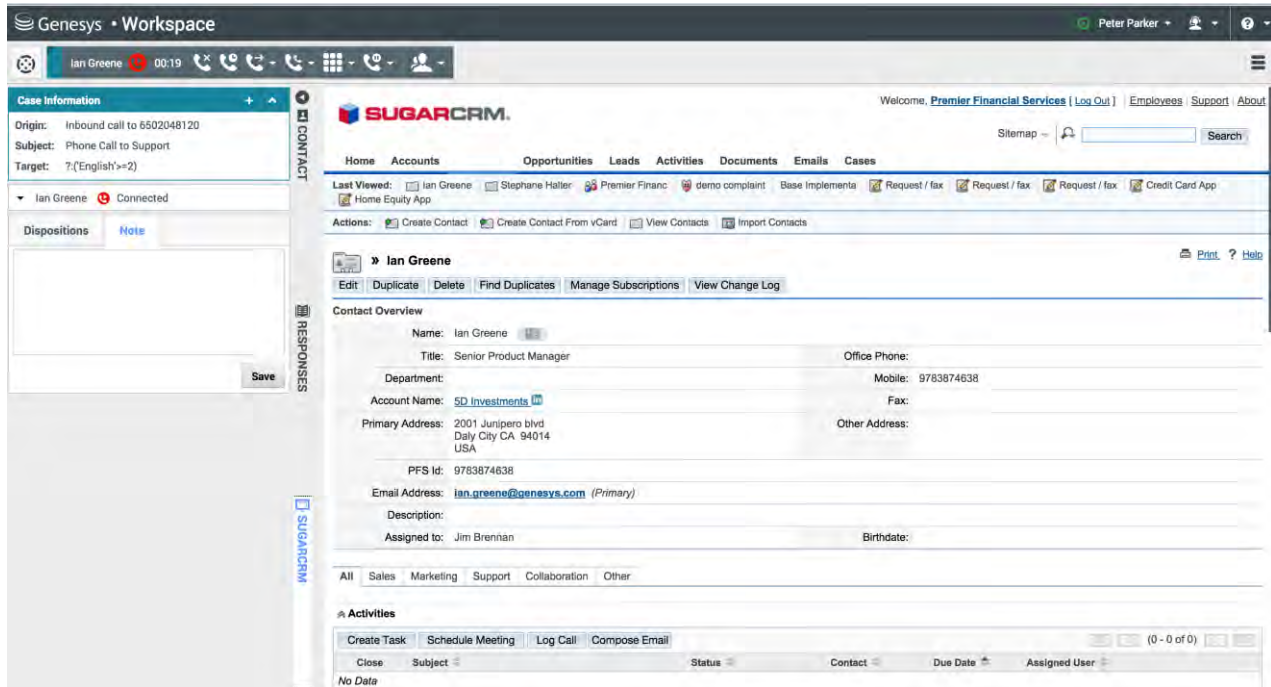 Genesys • Workspace
Peter Parker
?
Ian Greene 00:19
Case Information + 
Origin: Inbound call to 6502048120
Subject: Phone Call to Support
Target: ?:('English'>=2)
Ian Greene Connected
Dispositions Note
Save
CONTACT
RESPONSES
SUGARCRM
SUGARCRM.
Welcome, Premier Financial Services [ Log Out ] Employees Support About
Sitemap Search
Home Accounts Opportunities Leads Activities Documents Emails Cases
Last Viewed: Ian Greene Stephane Haller Premier Financ demo complaint Base Implementa Request / fax Request / fax Request / fax Credit Card App
Home Equity App
Actions: Create Contact Create Contact From vCard View Contacts Import Contacts
» Ian Greene
Print ? Help
Edit Duplicate Delete Find Duplicates Manage Subscriptions View Change Log
Contact Overview
Name: Ian Greene
Title: Senior Product Manager Office Phone:
Department: Mobile: 9783874638
Account Name: 5D Investments in Fax:
Primary Address: 2001 Junipero blvd Other Address:
Daly City CA 94014
USA
PFS Id: 9783874638
Email Address: ian.greene@genesys.com (Primary)
Description:
Assigned to: Jim Brennan Birthdate:
All Sales Marketing Support Collaboration Other
Activities
Create Task Schedule Meeting Log Call Compose Email (0 - 0 of 0)
Close Subject Status Contact Due Date Assigned User
No Data